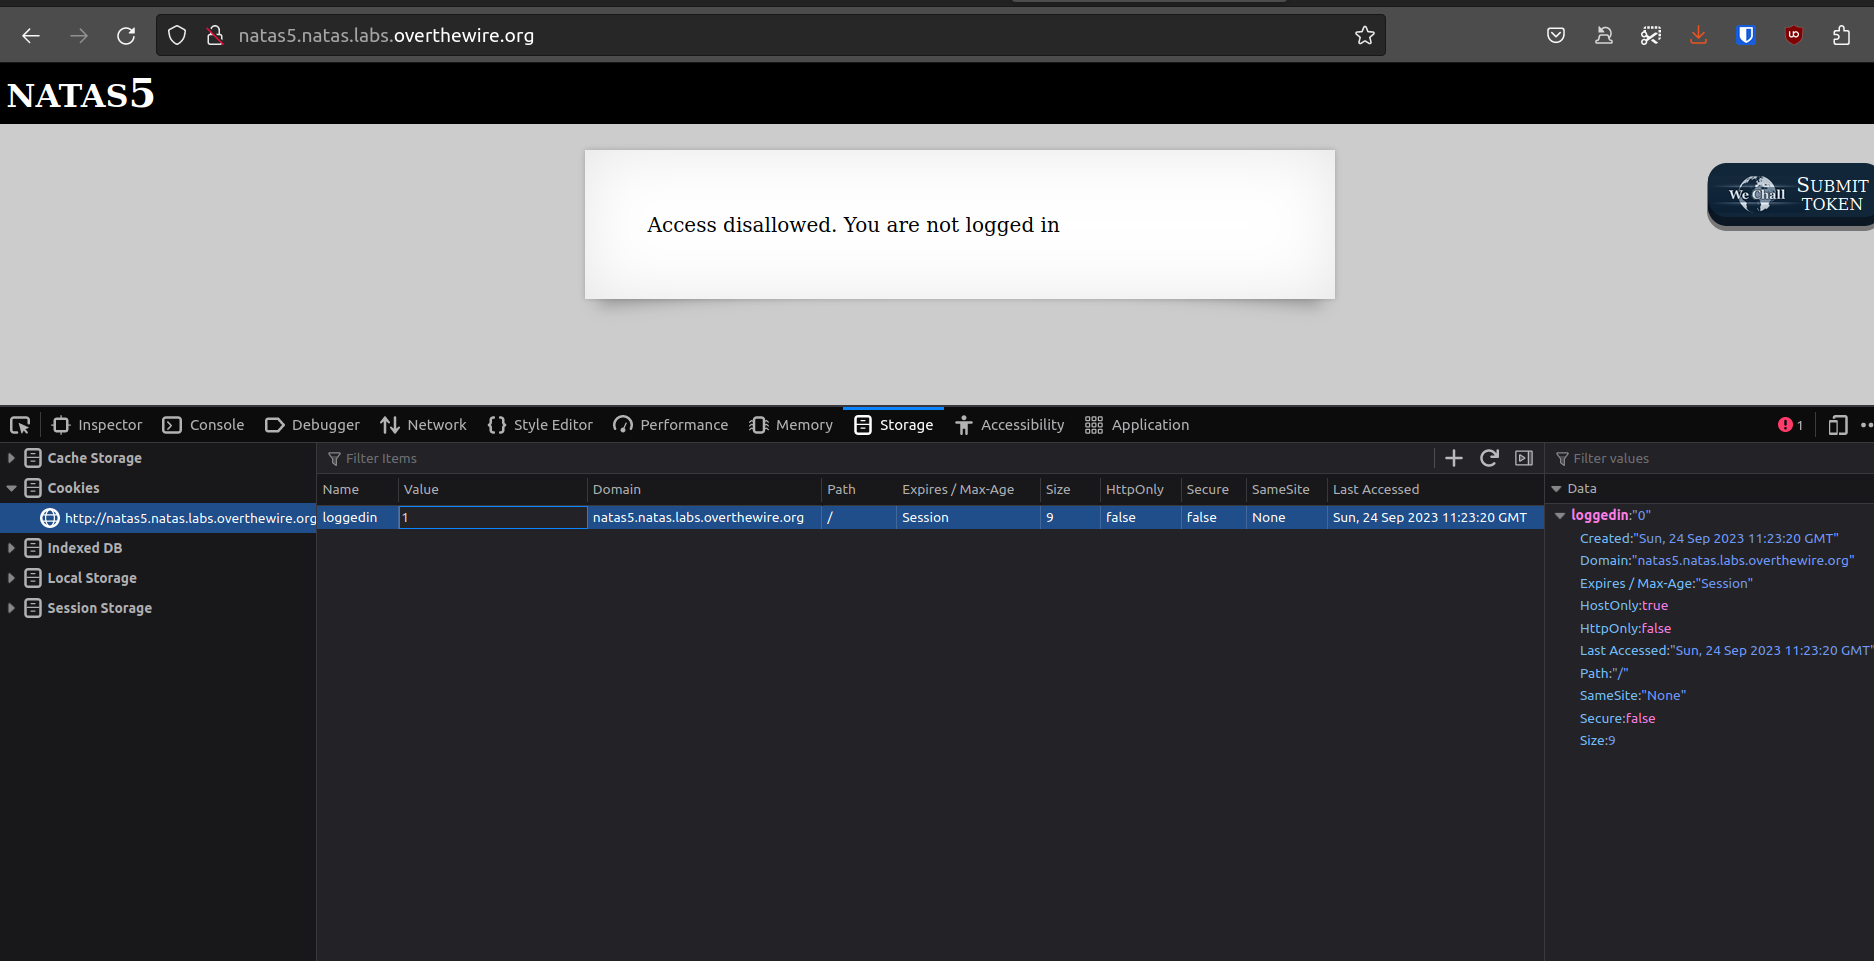 natas5.natas.labs.overthewire.org
NATAS5
Access disallowed. You are not logged in
We Chall
SUBMIT
TOKEN
Inspector Console Debugger Network Style Editor Performance Memory Storage Accessibility Application 1
Cache Storage
Cookies
http://natas5.natas.labs.overthewire.org
Indexed DB
Local Storage
Session Storage
Filter Items
Name Value Domain Path Expires / Max-Age Size HttpOnly Secure SameSite Last Accessed
loggedin 1 natas5.natas.labs.overthewire.org / Session 9 false false None Sun, 24 Sep 2023 11:23:20 GMT
Filter values
Data
loggedin:"0"
Created:"Sun, 24 Sep 2023 11:23:20 GMT"
Domain:"natas5.natas.labs.overthewire.org"
Expires / Max-Age:"Session"
HostOnly:true
HttpOnly:false
Last Accessed:"Sun, 24 Sep 2023 11:23:20 GMT"
Path:"/"
SameSite:"None"
Secure:false
Size:9